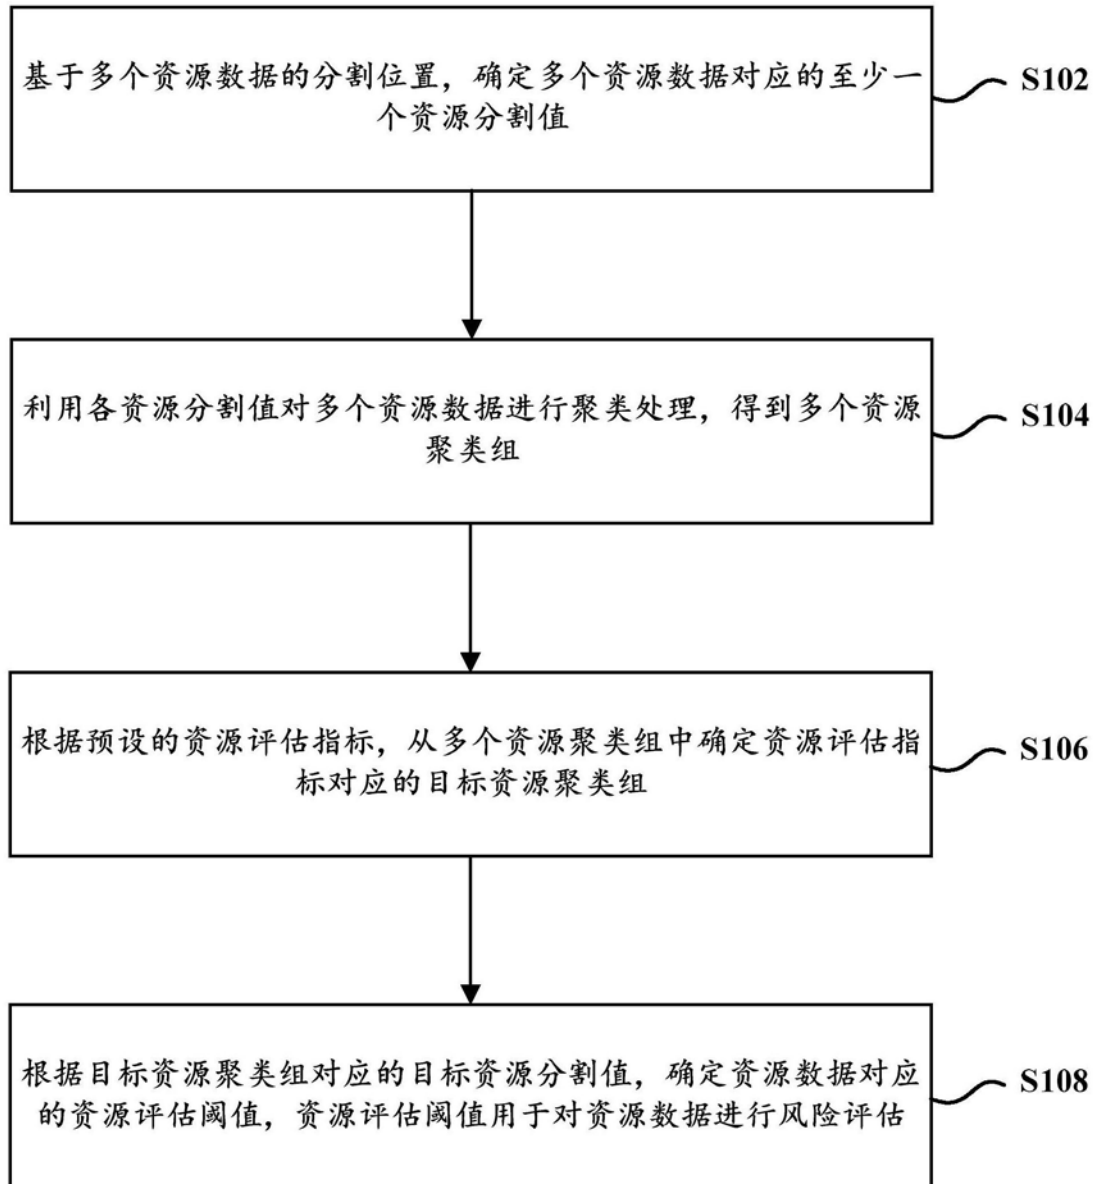 基于多个资源数据的分割位置，确定多个资源数据对应的至少一
个资源分割值
S102
利用各资源分割值对多个资源数据进行聚类处理，得到多个资源
聚类组
S104
根据预设的资源评估指标，从多个资源聚类组中确定资源评估指
标对应的目标资源聚类组
S106
根据目标资源聚类组对应的目标资源分割值，确定资源数据对应
的资源评估阈值，资源评估阈值用于对资源数据进行风险评估
S108